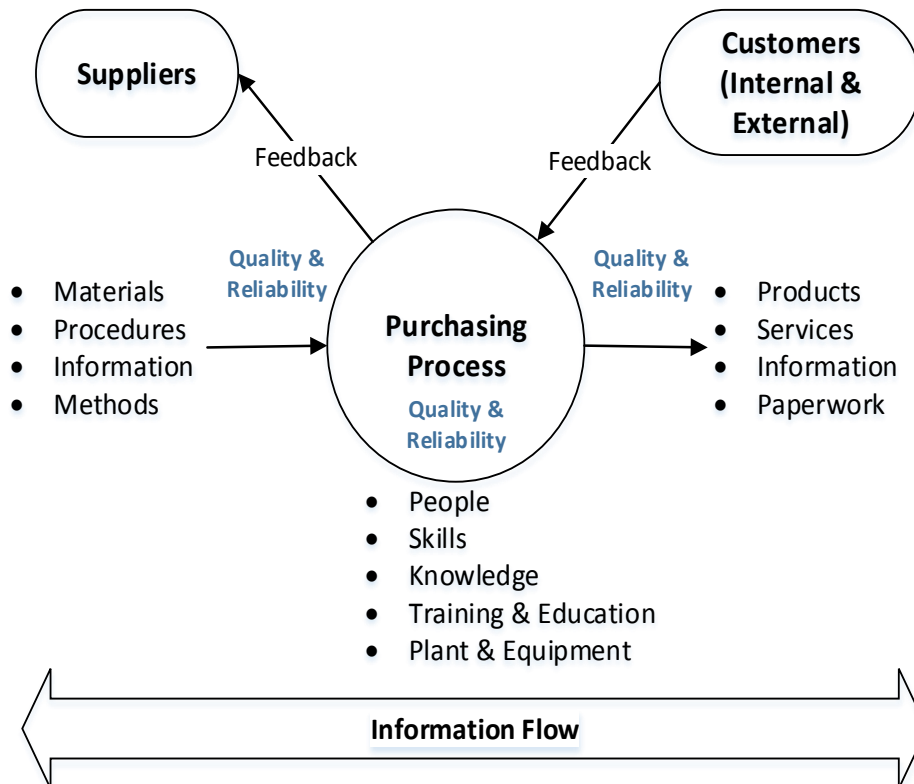 Suppliers
Customers
(Internal &
External)
Feedback
Feedback
Quality &
Reliability
Quality &
Reliability
• Materials
• Procedures
• Information
• Methods
Purchasing
Process
Quality &
Reliability
• Products
• Services
• Information
• Paperwork
• People
• Skills
• Knowledge
• Training & Education
• Plant & Equipment
Information Flow